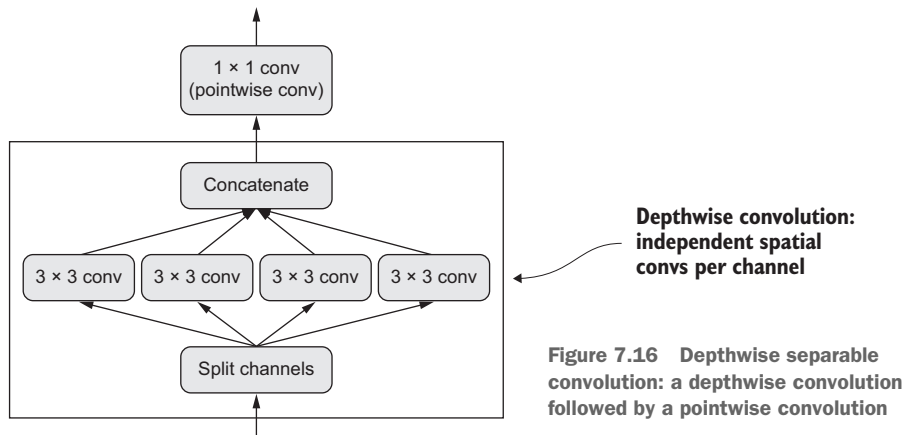 1 × 1 conv
(pointwise conv)
Concatenate
3 × 3 conv
3 × 3 conv
3 × 3 conv
3 × 3 conv
Split channels
Depthwise convolution:
independent spatial
convs per channel
Figure 7.16 Depthwise separable
convolution: a depthwise convolution
followed by a pointwise convolution